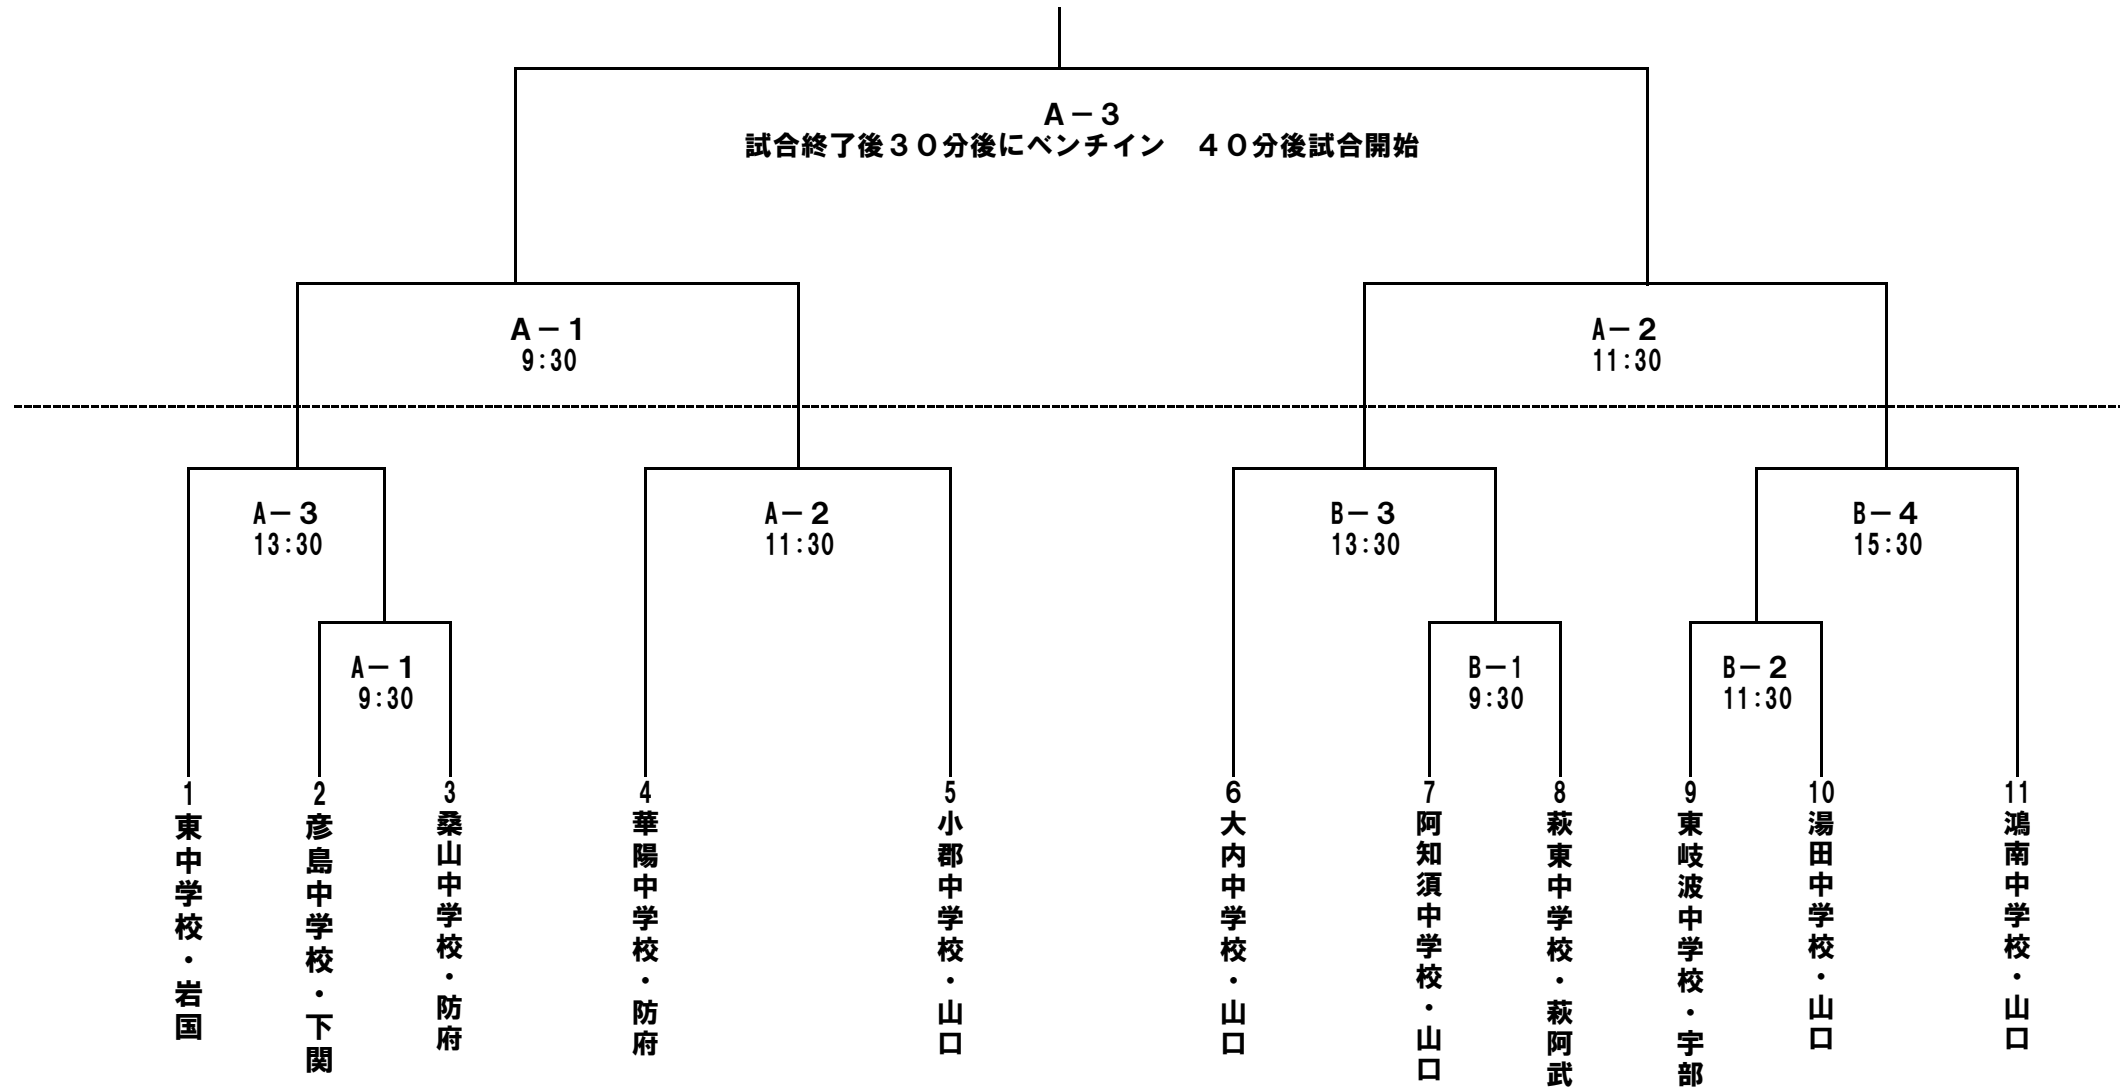 A－３
試合終了後３０分後にベンチイン　４０分後試合開始
A－１
9:30
A－２
11:30
A－３
13:30
A－２
11:30
B－３
13:30
B－４
15:30
A－１
9:30
B－1
9:30
B－２
11:30
1 東中学校・岩国
2 彦島中学校・下関
3 桑山中学校・防府
4 華陽中学校・防府
5 小郡中学校・山口
6 大内中学校・山口
7 阿知須中学校・山口
8 萩東中学校・萩阿武
9 東岐波中学校・宇部
10 湯田中学校・山口
11 鴻南中学校・山口